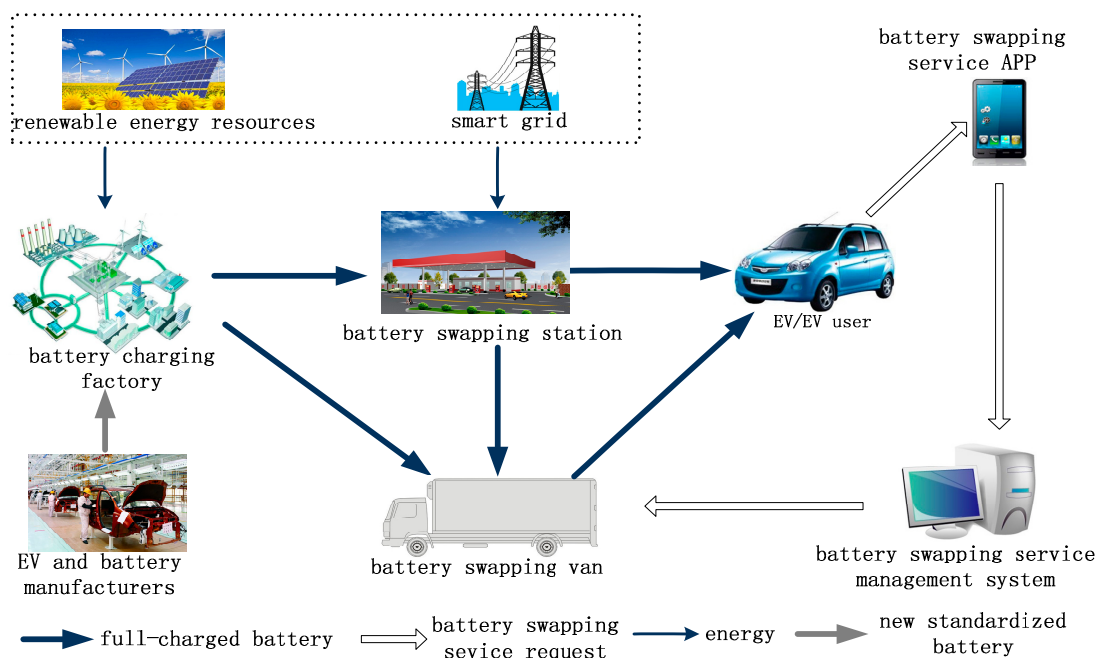 battery swapping
service APP
renewable energy resources
smart grid
battery swapping station
EV/EV user
battery charging
factory
EV and battery
manufacturers
battery swapping van
battery swapping service
management system
full-charged battery
battery swapping
sevice request
energy
new standardized
battery